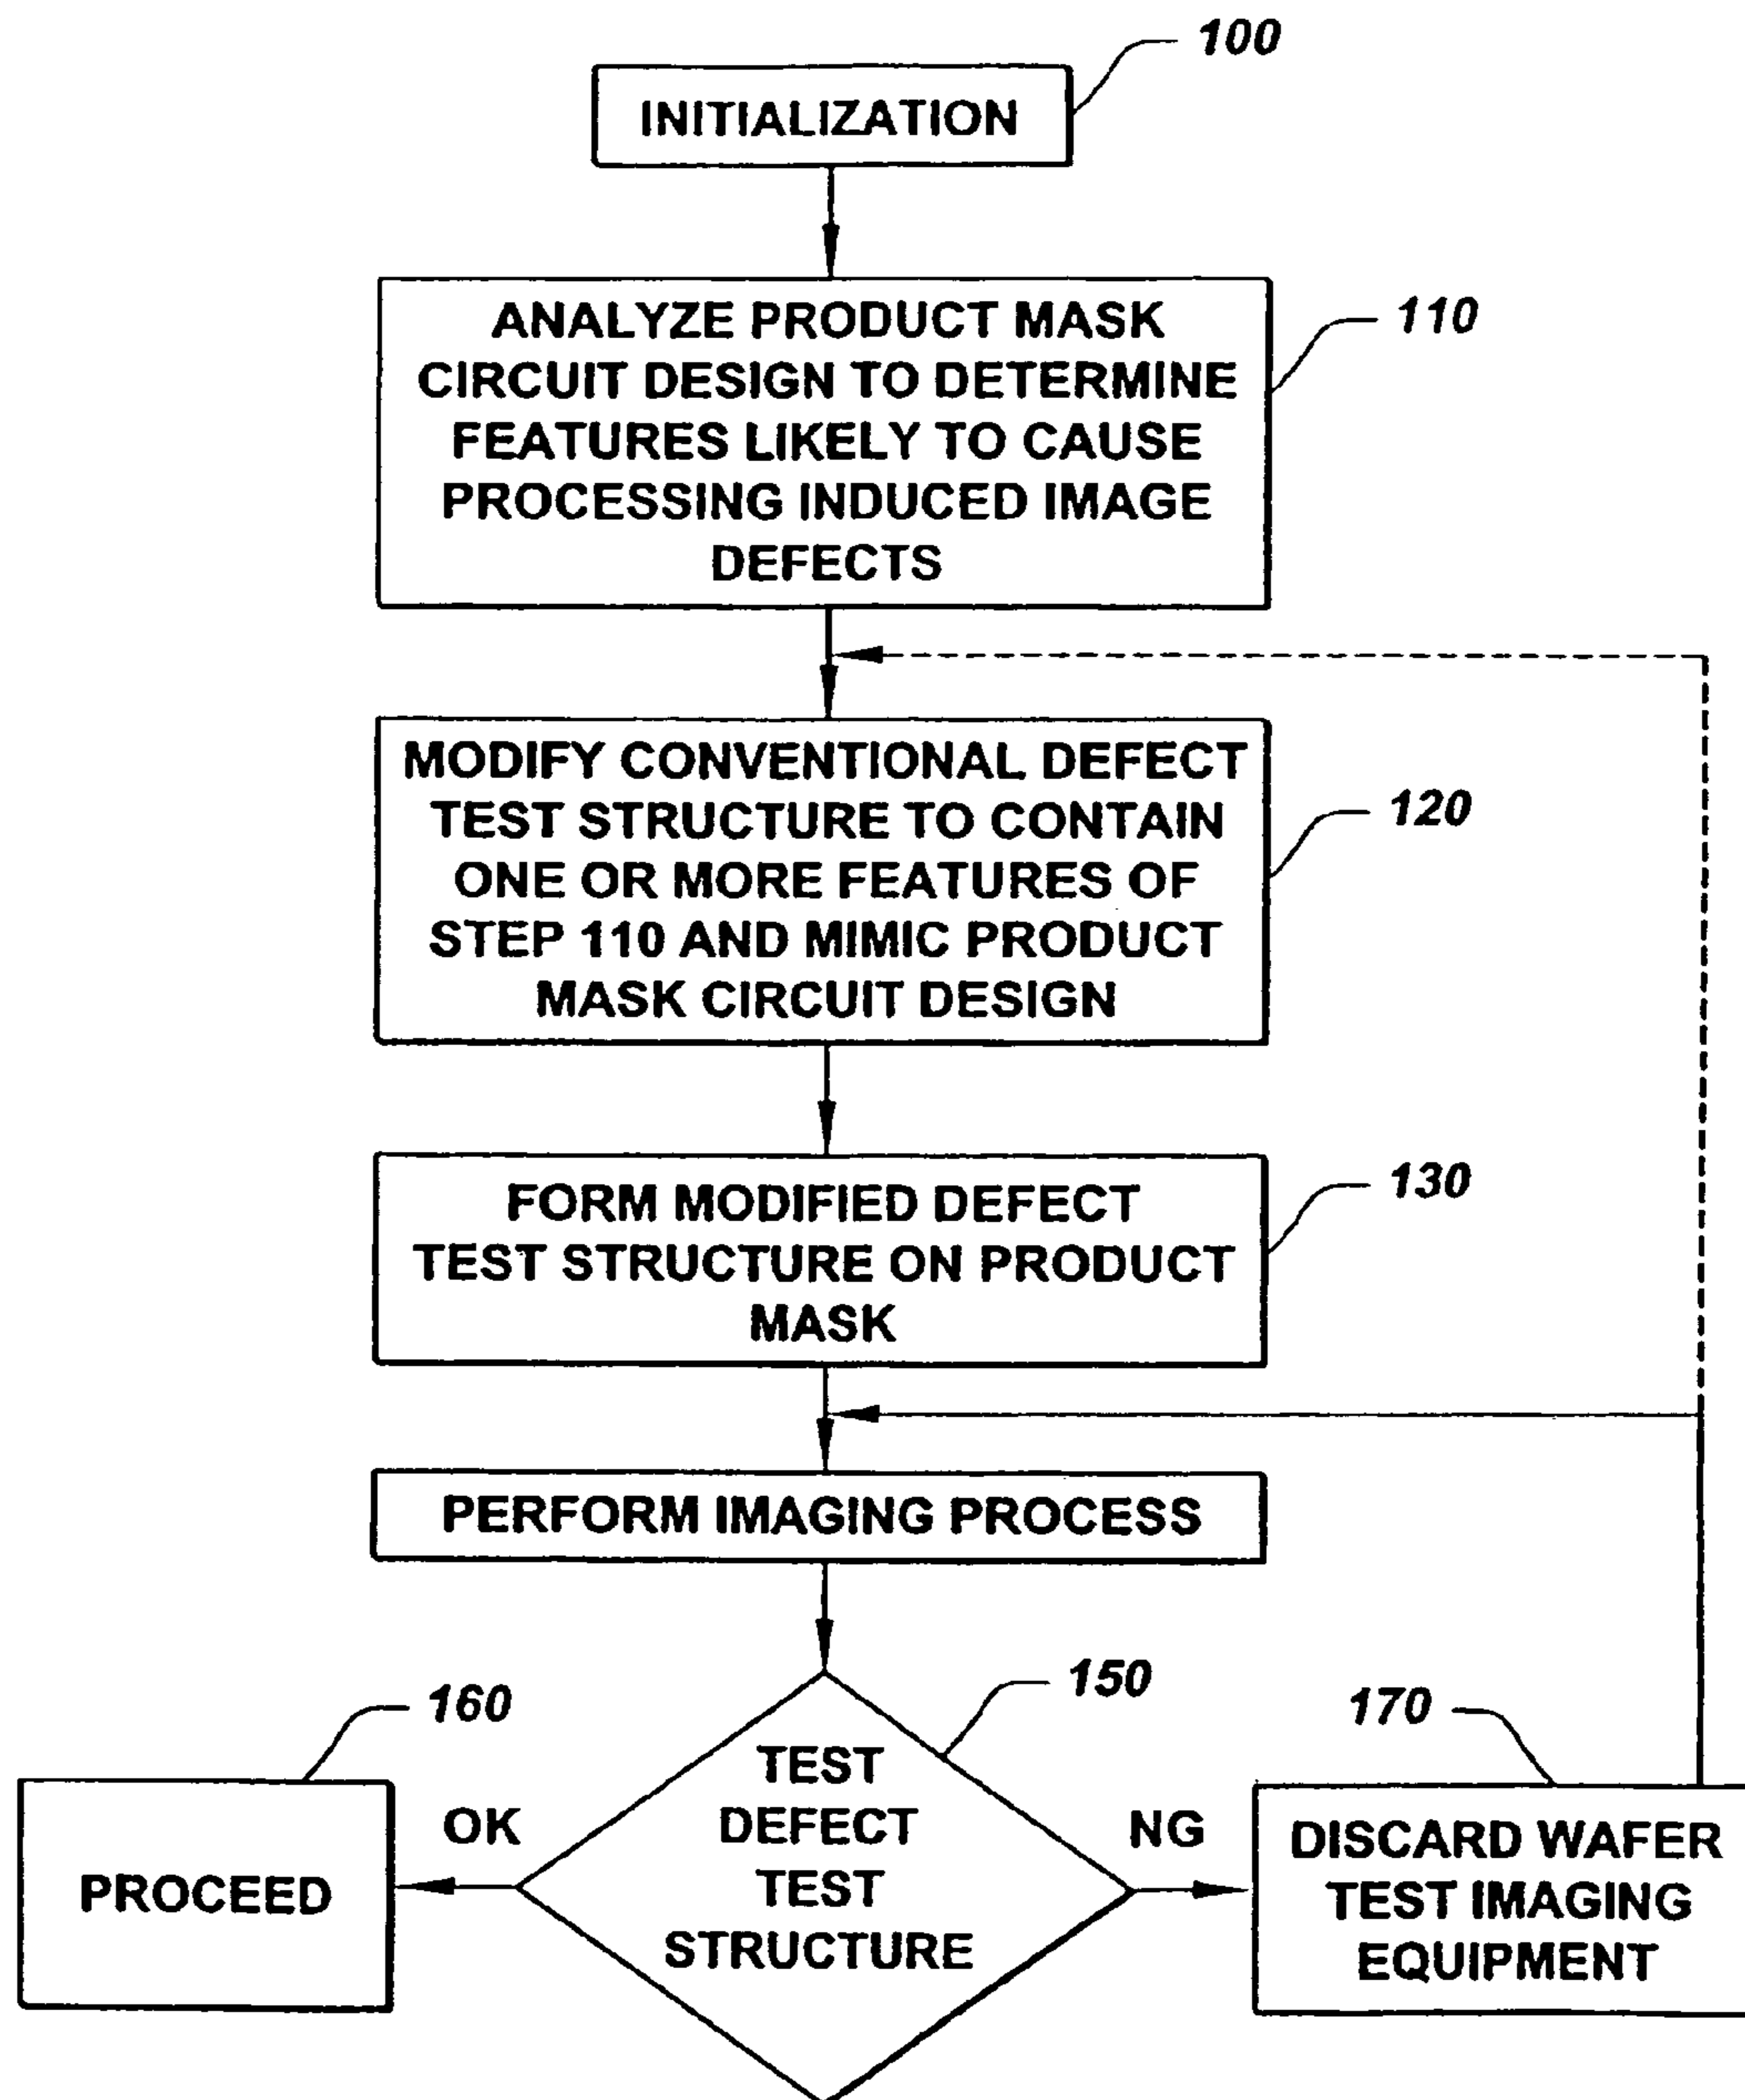 100
INITIALIZATION
110
ANALYZE PRODUCT MASK
CIRCUIT DESIGN TO DETERMINE
FEATURES LIKELY TO CAUSE
PROCESSING INDUCED IMAGE
DEFECTS
120
MODIFY CONVENTIONAL DEFECT
TEST STRUCTURE TO CONTAIN
ONE OR MORE FEATURES OF
STEP 110 AND MIMIC PRODUCT
MASK CIRCUIT DESIGN
130
FORM MODIFIED DEFECT
TEST STRUCTURE ON PRODUCT
MASK
PERFORM IMAGING PROCESS
150
TEST
DEFECT
TEST
STRUCTURE
160
OK
PROCEED
170
NG
DISCARD WAFER
TEST IMAGING
EQUIPMENT